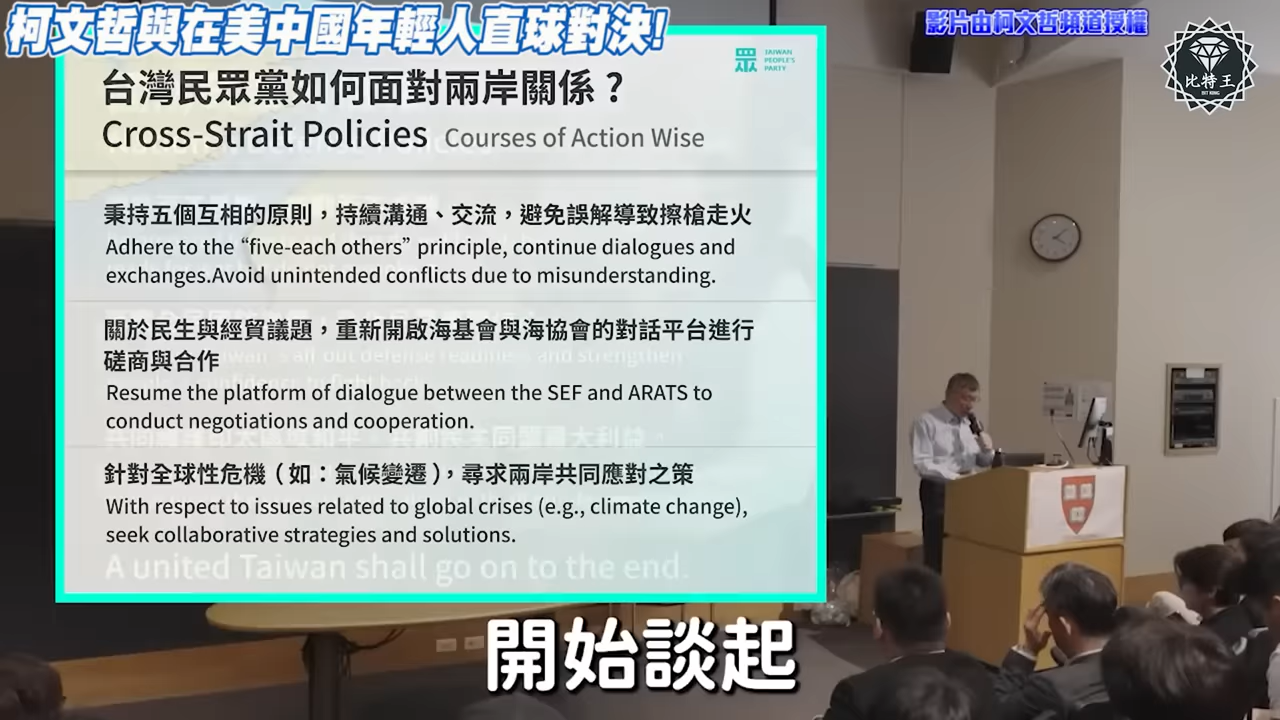 柯文哲與在美中國年輕人直球對決!
影片由柯文哲頻道授權
比特王
BIT KING
眾 TAIWAN
PEOPLE'S
PARTY
台灣民眾黨如何面對兩岸關係？
Cross-Strait Policies Courses of Action Wise
秉持五個互相的原則，持續溝通、交流，避免誤解導致擦槍走火
Adhere to the “five-each others” principle, continue dialogues and
exchanges.Avoid unintended conflicts due to misunderstanding.
關於民生與經貿議題，重新開啟海基會與海協會的對話平台進行
磋商與合作
Resume the platform of dialogue between the SEF and ARATS to
conduct negotiations and cooperation.
針對全球性危機（如：氣候變遷），尋求兩岸共同應對之策
With respect to issues related to global crises (e.g., climate change),
seek collaborative strategies and solutions.
A united Taiwan shall go on to the end.
開始談起